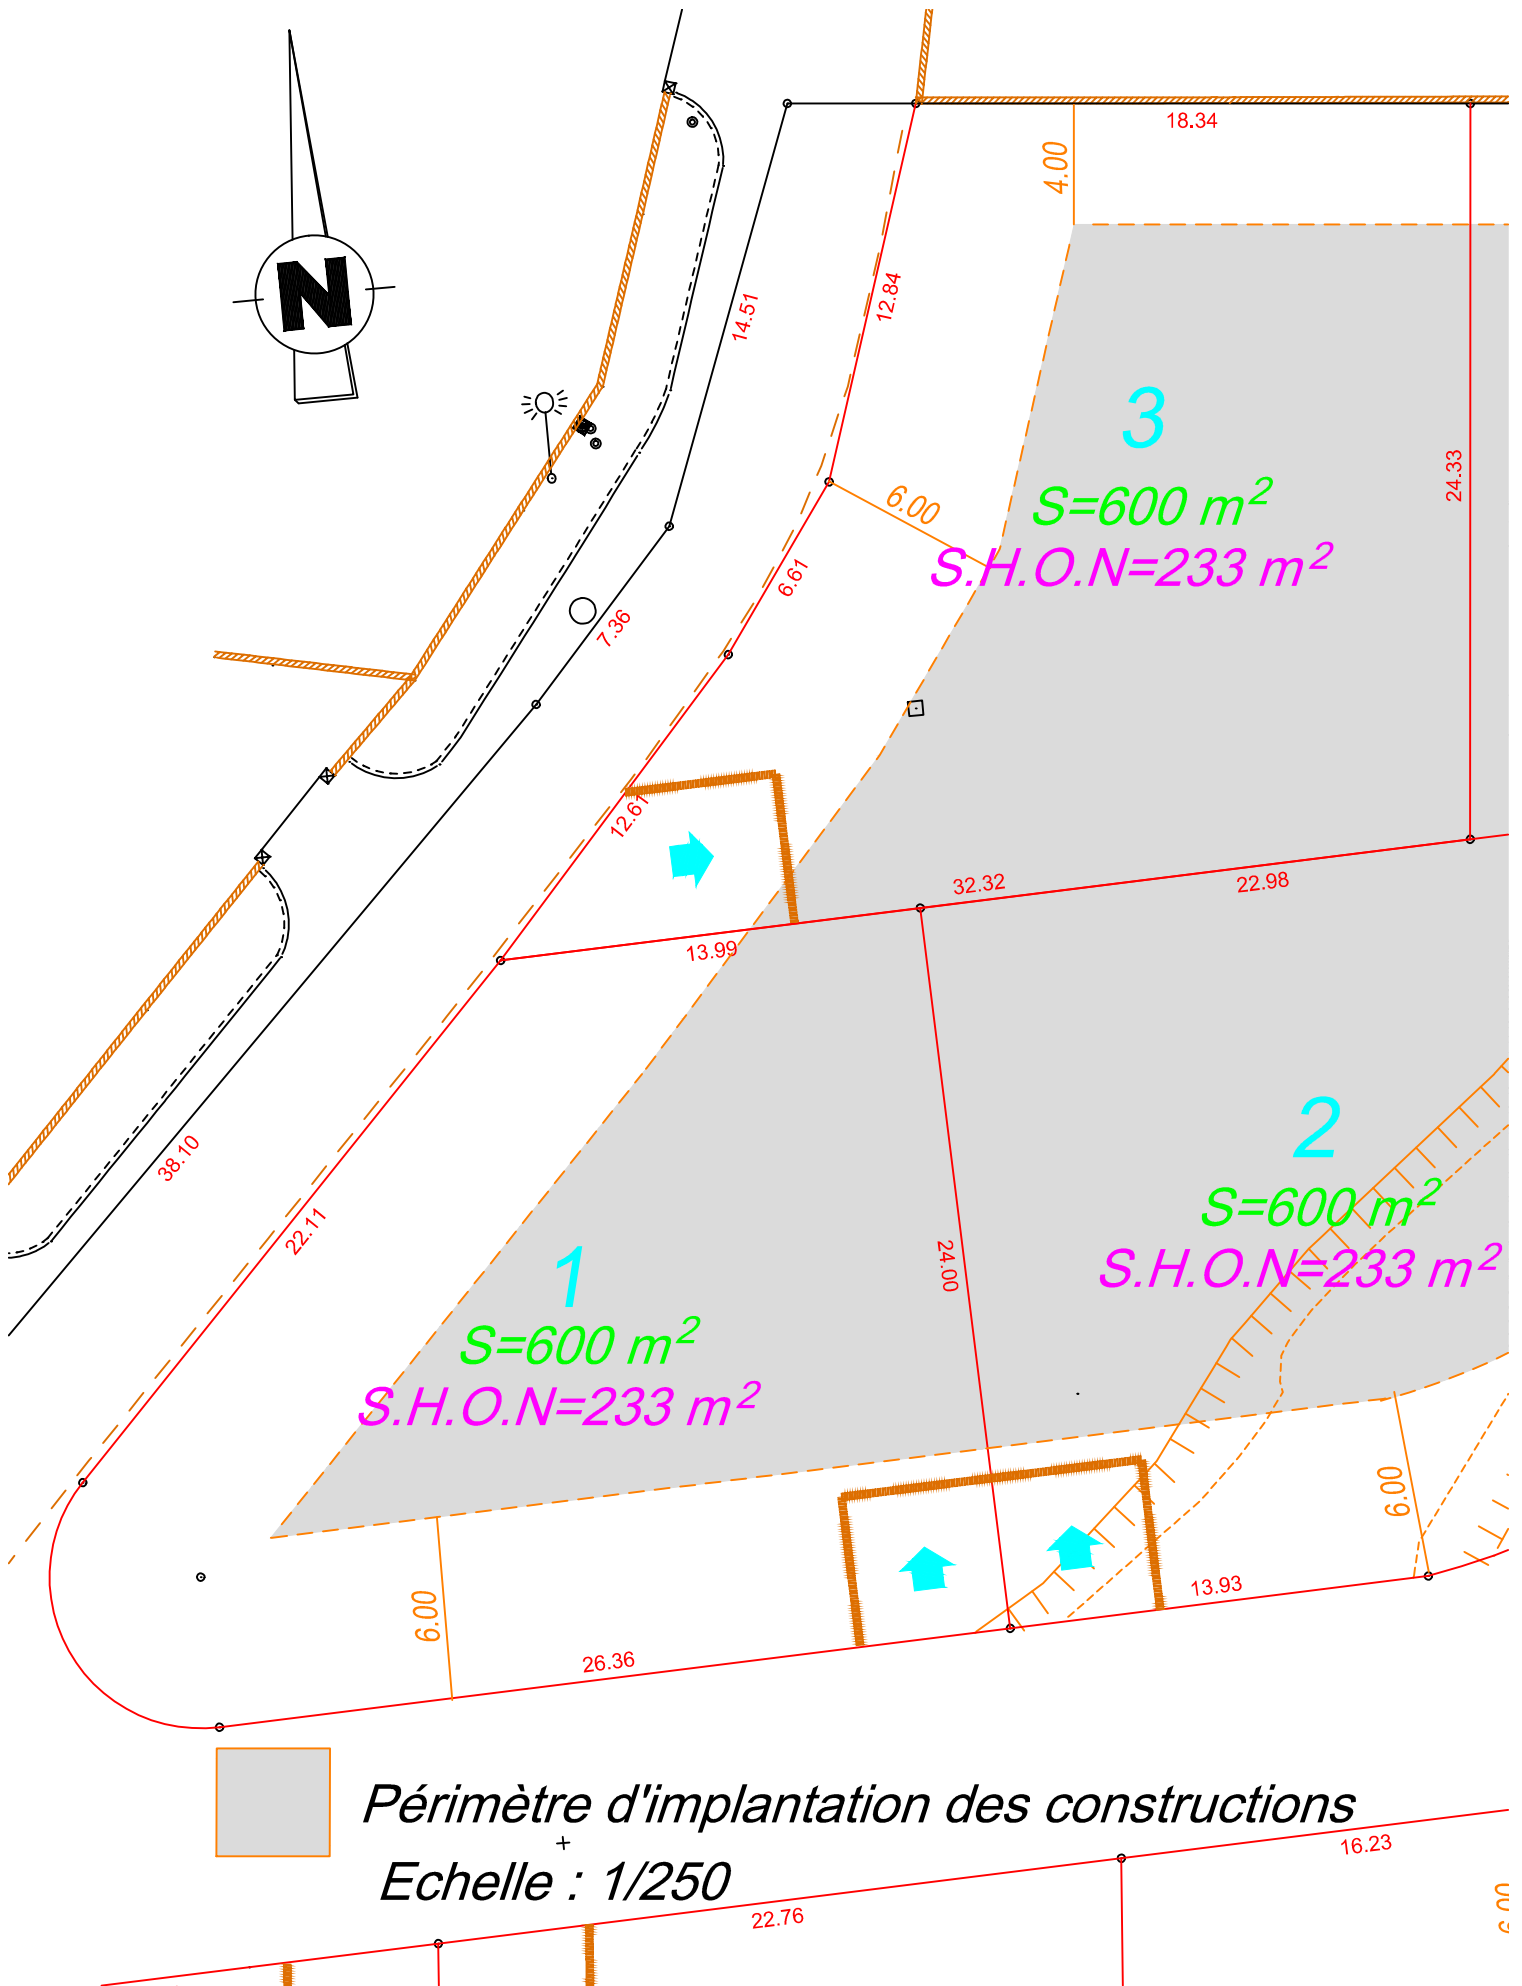 18.34
4.00
N
12.84
14.51
3
24.33
6.00
S=600 m²
S.H.O.N=233 m²
6.61
7.36
12.61
32.32
22.98
13.99
2
38.10
S=600 m²
22.11
24.00
1
S.H.O.N=233 m²
S=600 m²
S.H.O.N=233 m²
6.00
13.93
6.00
26.36
Périmètre d'implantation des constructions
16.23
Echelle : 1/250
22.76
6.00